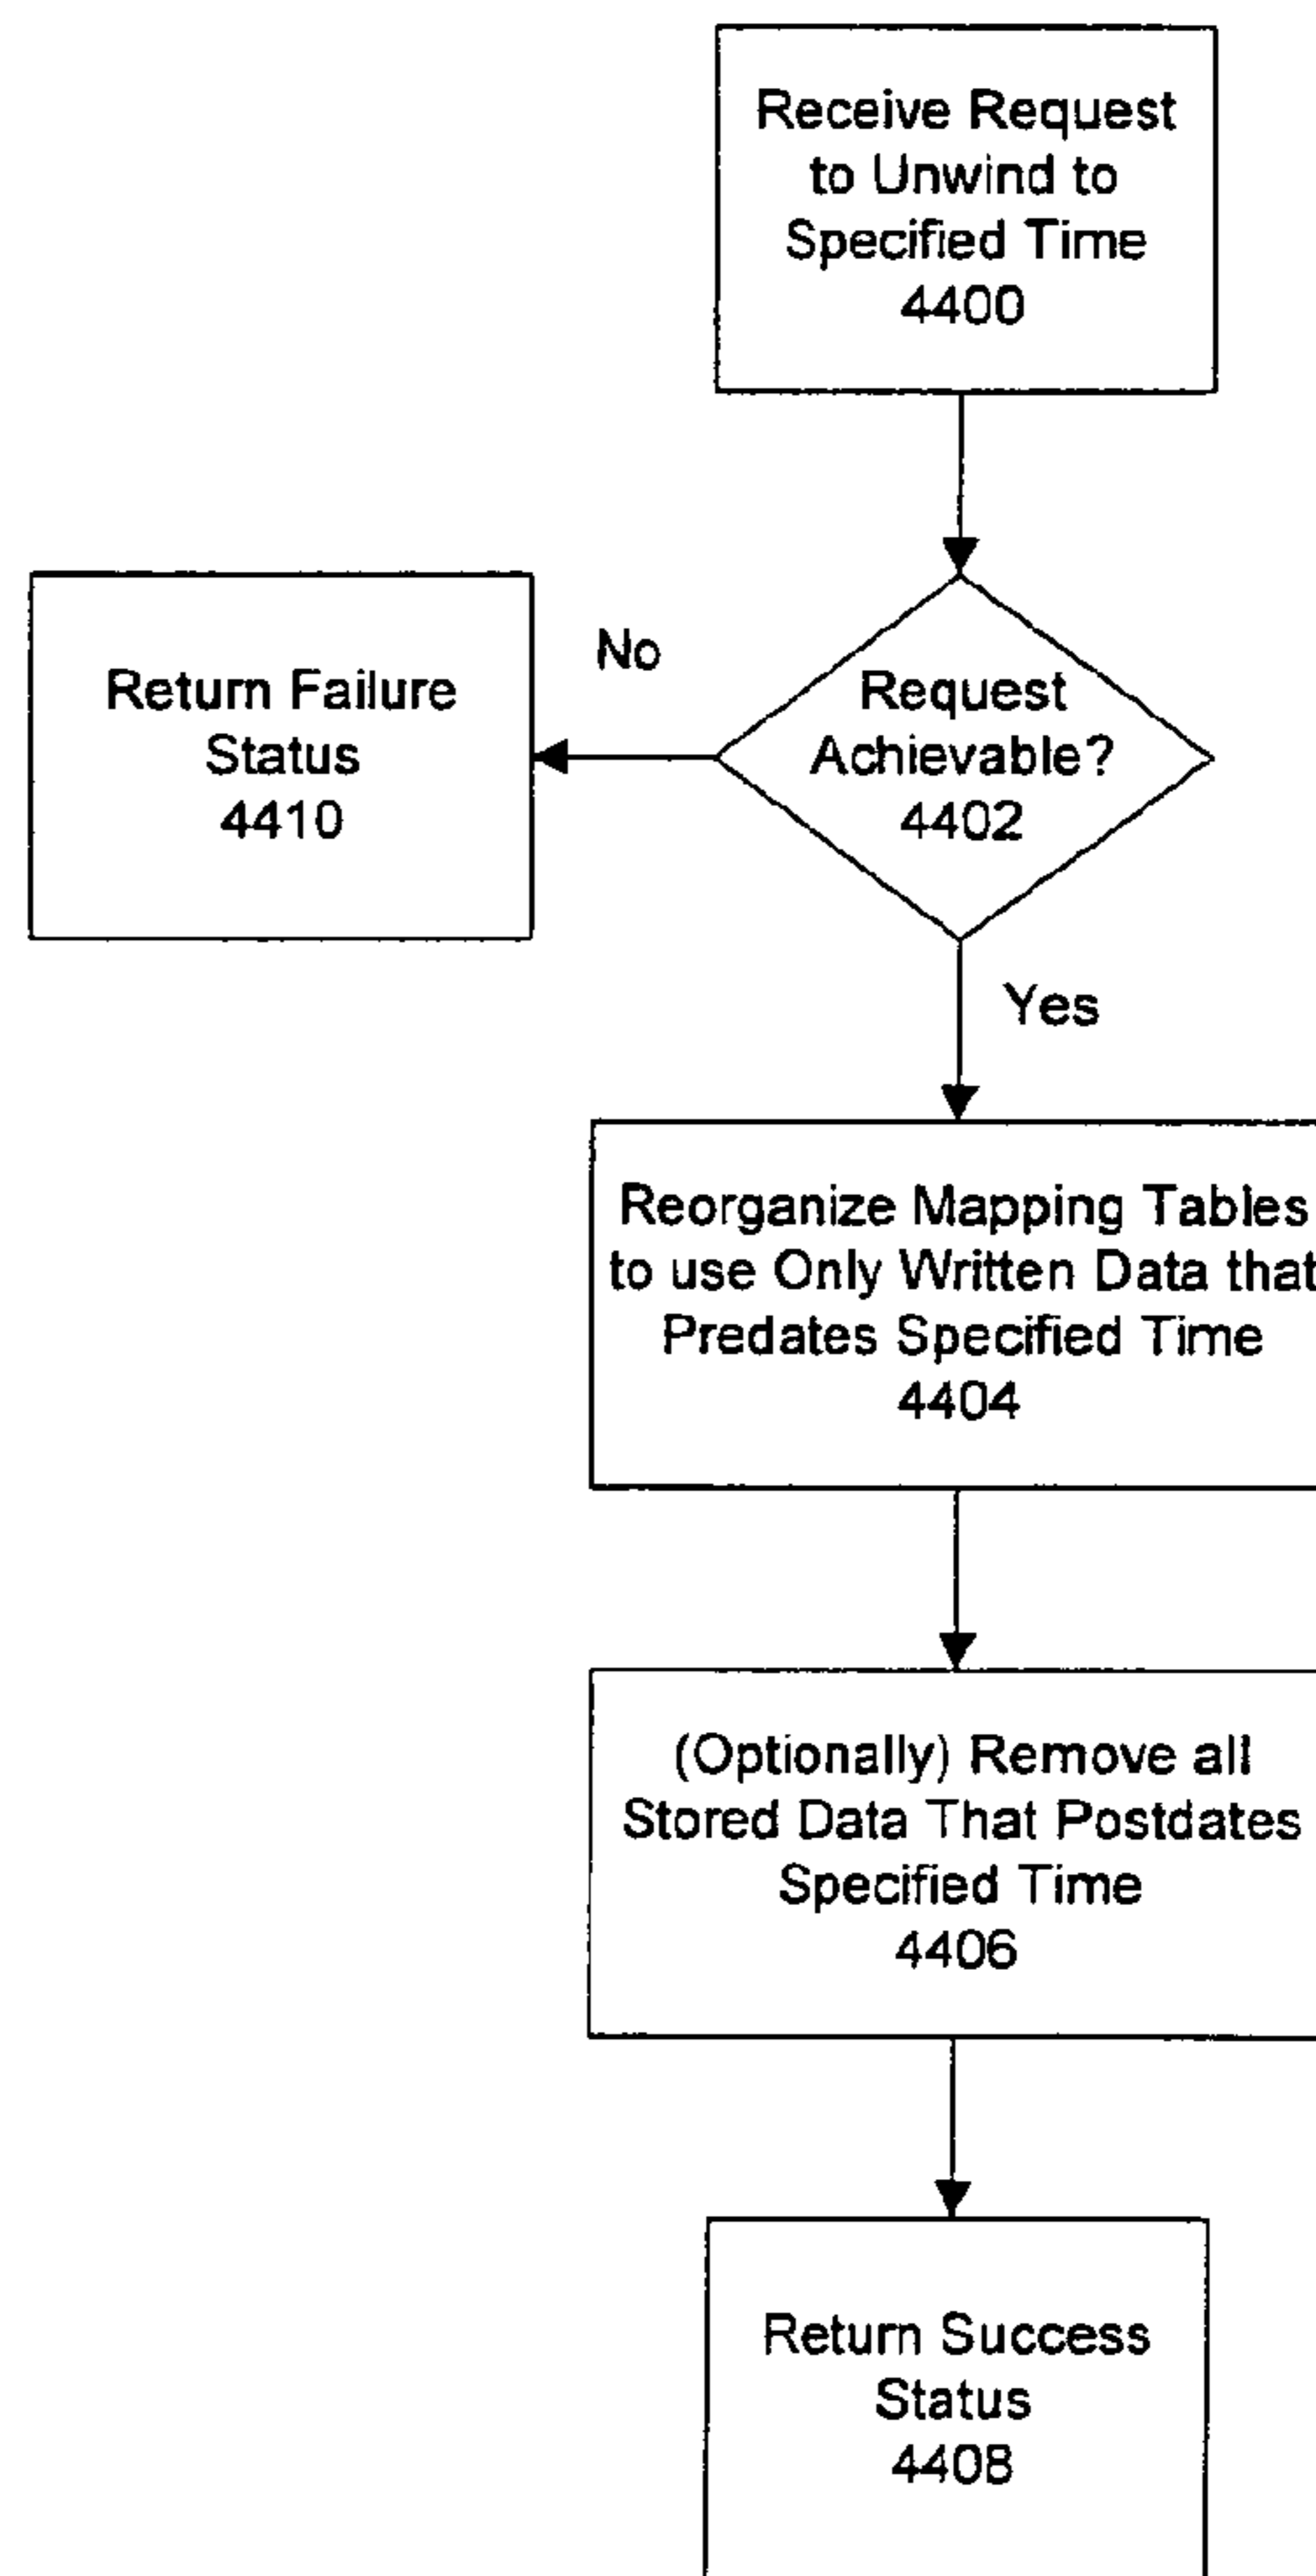 Receive Request
to Unwind to
Specified Time
4400
No
Return Failure
Status
4410
Request
Achievable?
4402
Yes
Reorganize Mapping Tables
to use Only Written Data that
Predates Specified Time
4404
(Optionally) Remove all
Stored Data That Postdates
Specified Time
4406
Return Success
Status
4408